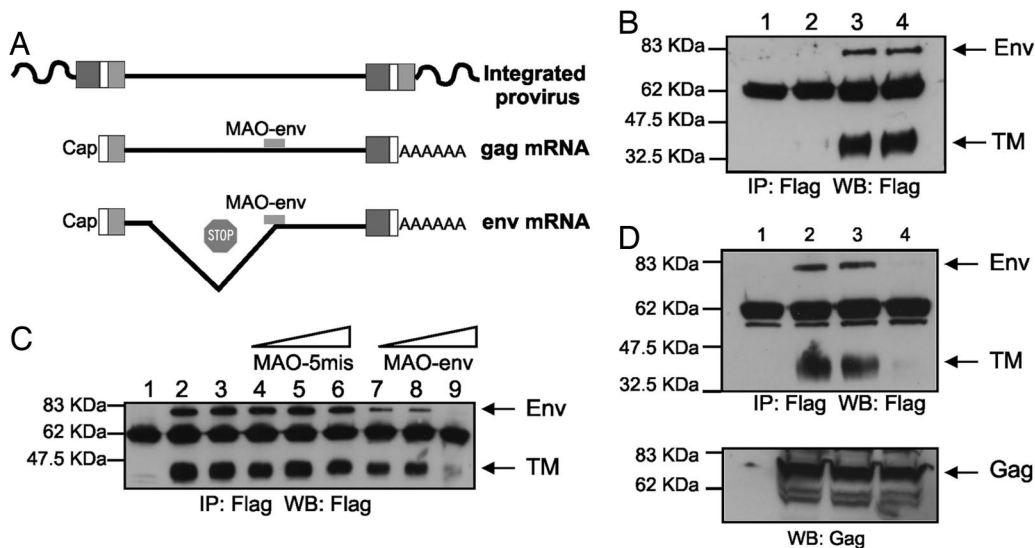 A
Integrated
provirus
MAO-env
Cap
AAAAAA
gag mRNA
MAO-env
Cap
STOP
AAAAAA
env mRNA
B
1 2 3 4
83 KDa
Env
62 KDa
47.5 KDa
TM
32.5 KDa
IP: Flag WB: Flag
C
MAO-5mis MAO-env
1 2 3 4 5 6 7 8 9
83 KDa
Env
62 KDa
47.5 KDa
TM
IP: Flag WB: Flag
D
1 2 3 4
83 KDa
Env
62 KDa
47.5 KDa
TM
32.5 KDa
IP: Flag WB: Flag
83 KDa
Gag
62 KDa
WB: Gag